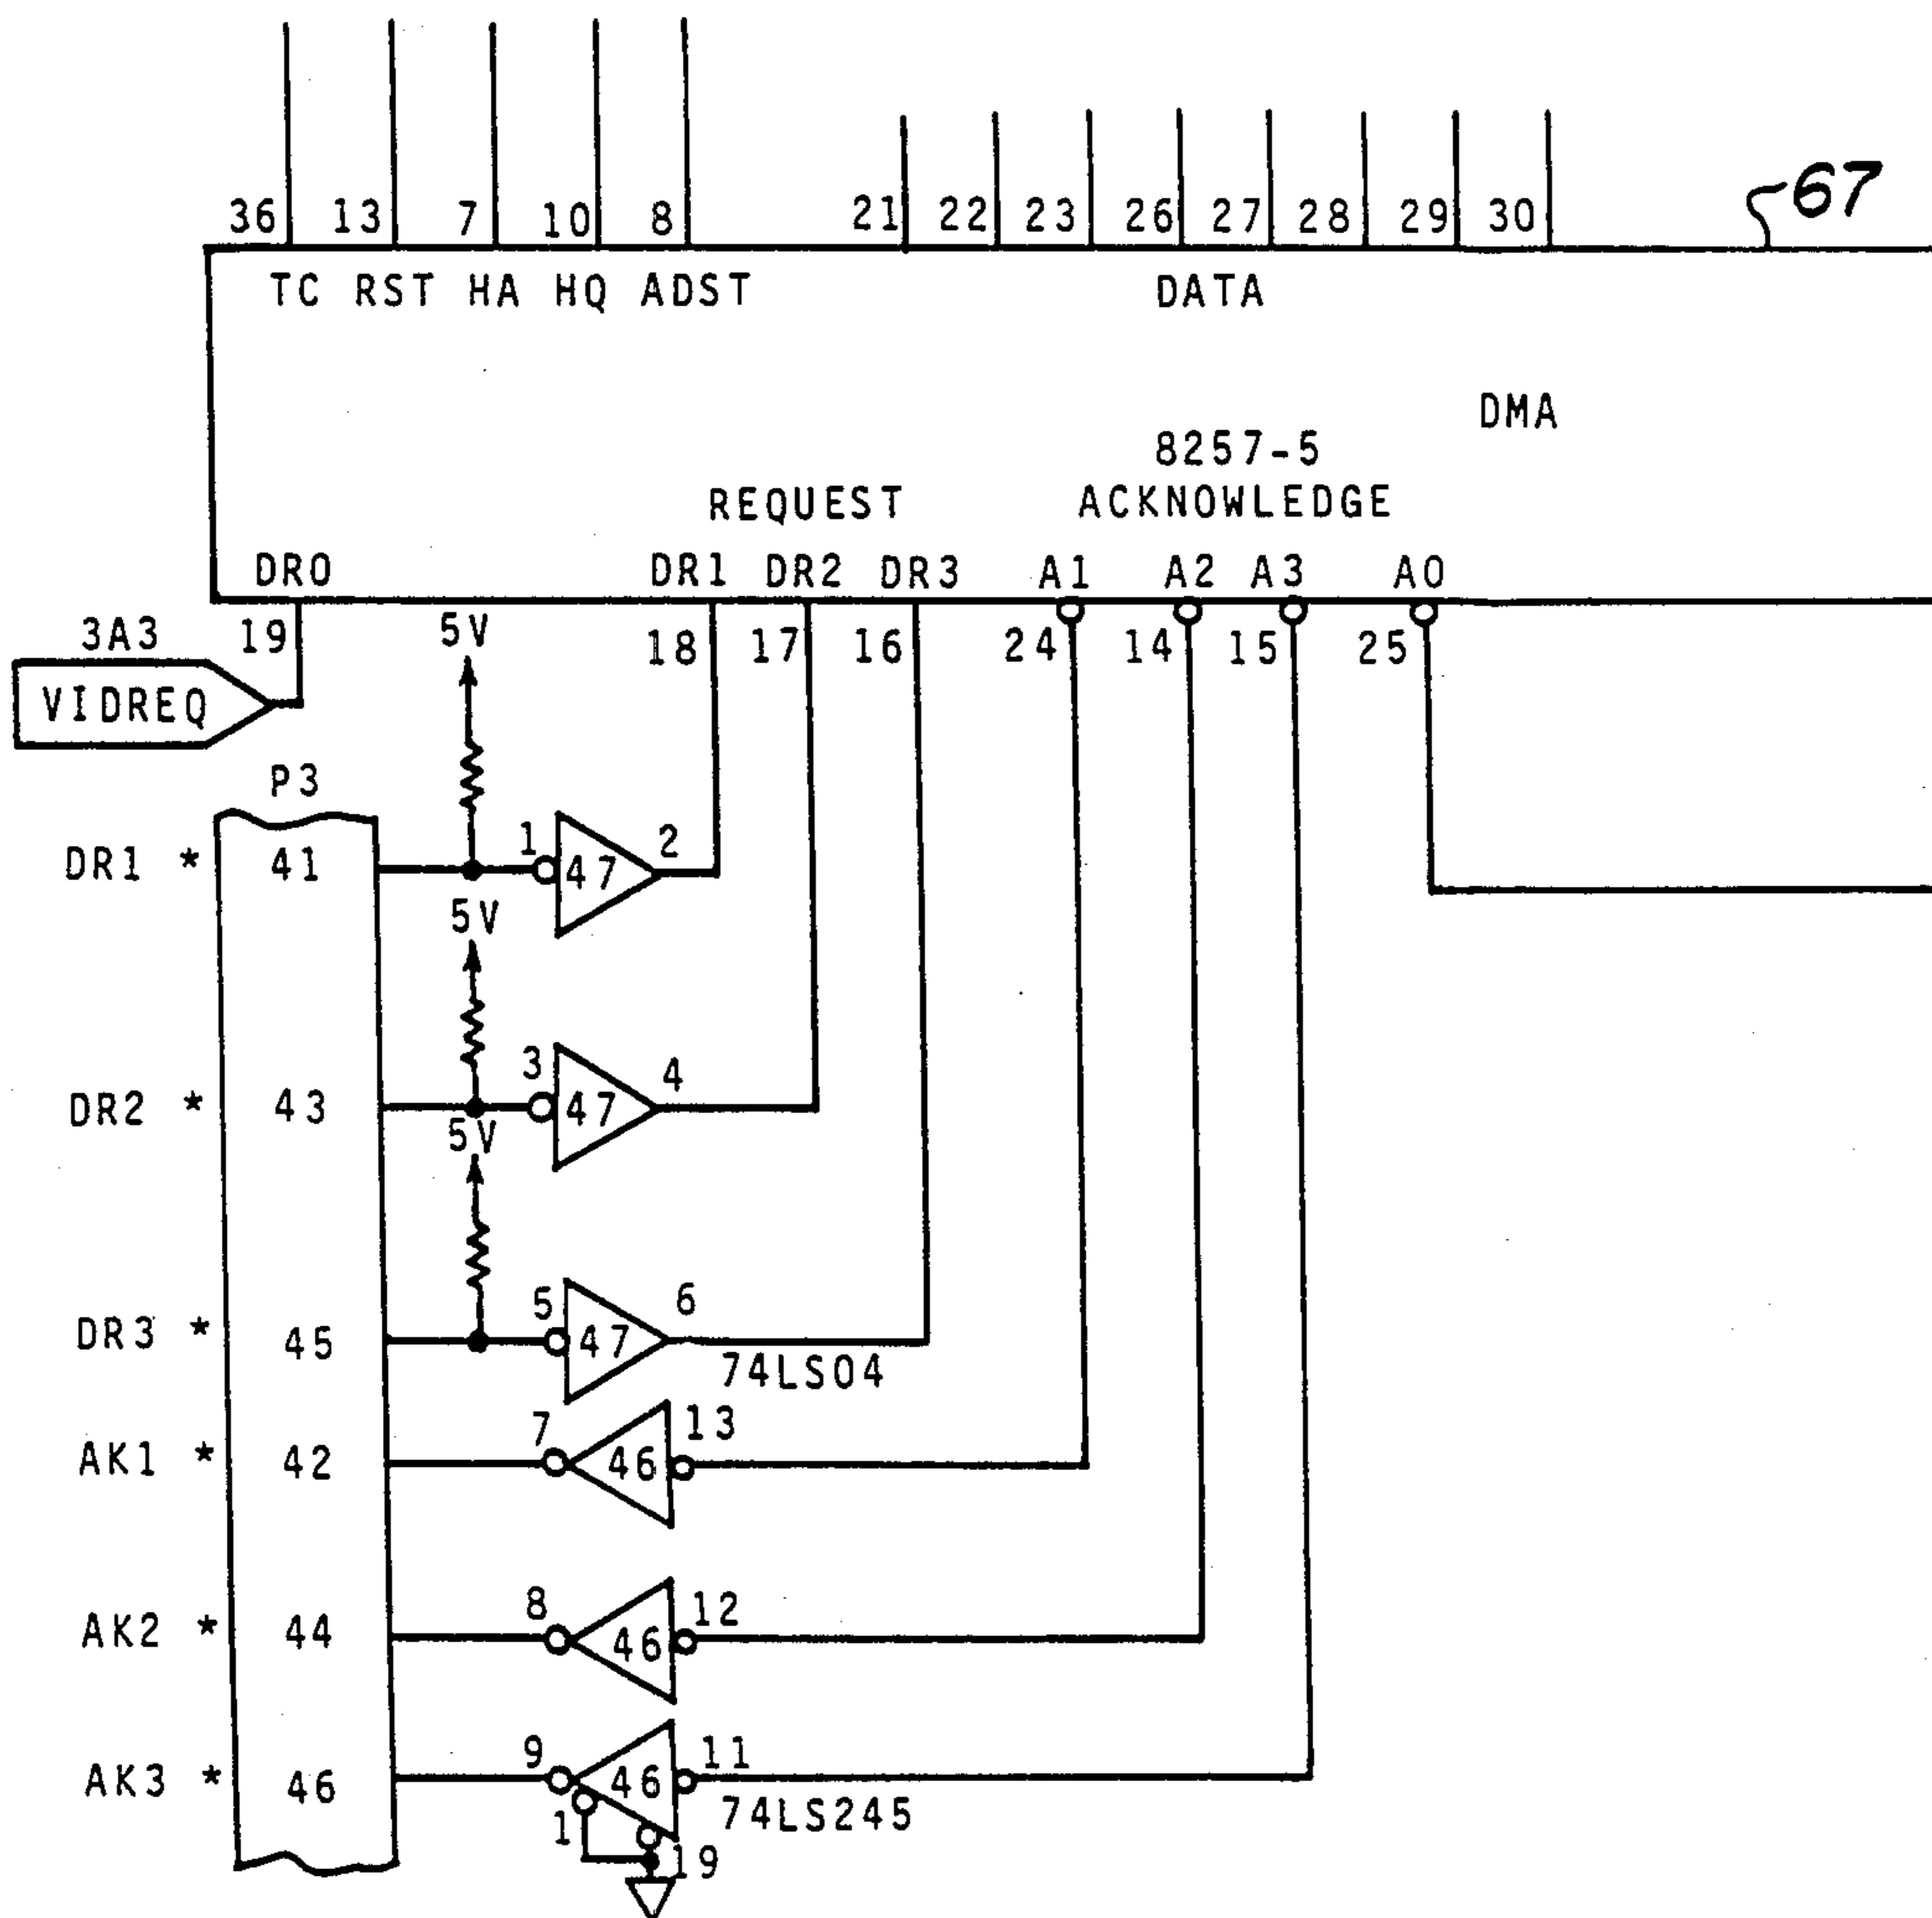 36 13 7 10 8 21 22 23 26 27 28 29 30 67
TC RST HA HQ ADST DATA
DMA
8257-5
REQUEST ACKNOWLEDGE
DR0 DR1 DR2 DR3 A1 A2 A3 A0
3A3 19 5V 18 17 16 24 14 15 25
VIDREQ
P3
DR1 * 41 1 47 2
5V
DR2 * 43 3 47 4
5V
DR3 * 45 5 47 6
74LS04
AK1 * 42 7 46 13
AK2 * 44 8 46 12
AK3 * 46 9 46 11
1 74LS245
19